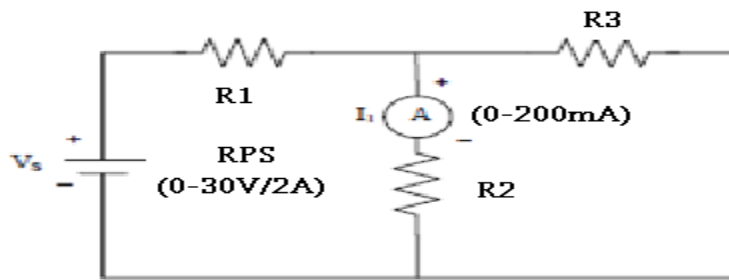 R3
R1
+
I₁ A (0-200mA)
−
+
Vs RPS
− (0-30V/2A)
R2